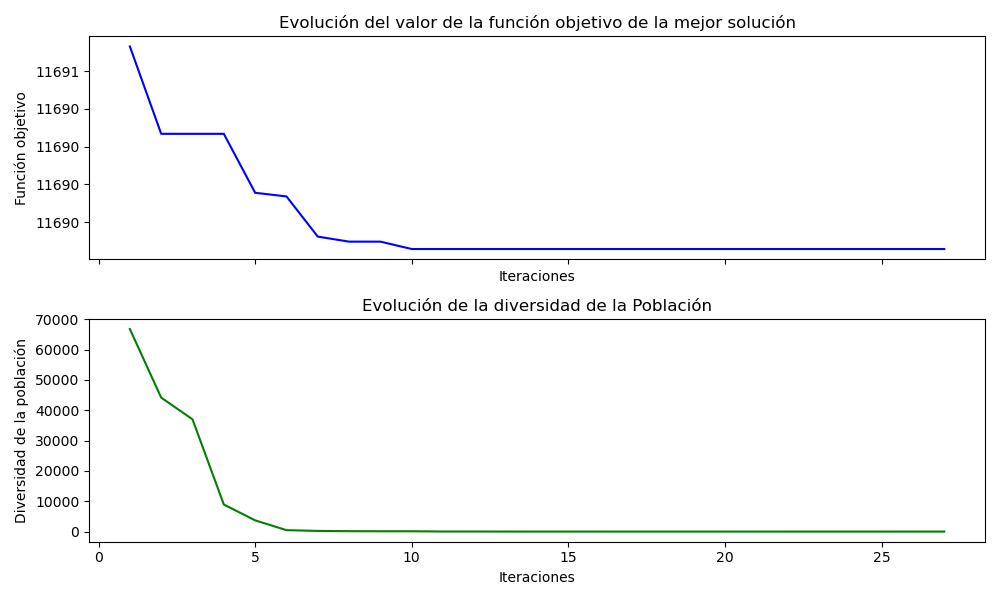 Evolución del valor de la función objetivo de la mejor solución
Función objetivo
11691
11690
11690
11690
11690
Iteraciones
Evolución de la diversidad de la Población
Diversidad de la población
70000
60000
50000
40000
30000
20000
10000
0
0 5 10 15 20 25
Iteraciones